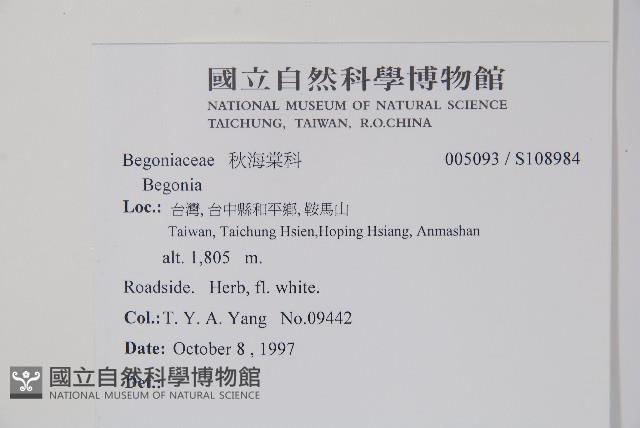 國立自然科學博物館
NATIONAL MUSEUM OF NATURAL SCIENCE
TAICHUNG, TAIWAN, R.O.CHINA
Begoniaceae 秋海棠科 005093 / S108984
Begonia
Loc.: 台灣, 台中縣和平鄉, 鞍馬山
Taiwan, Taichung Hsien,Hoping Hsiang, Anmashan
alt. 1,805 m.
Roadside. Herb, fl. white.
Col.: T. Y. A. Yang No.09442
Date: October 8 , 1997
Det.:
國立自然科學博物館
NATIONAL MUSEUM OF NATURAL SCIENCE